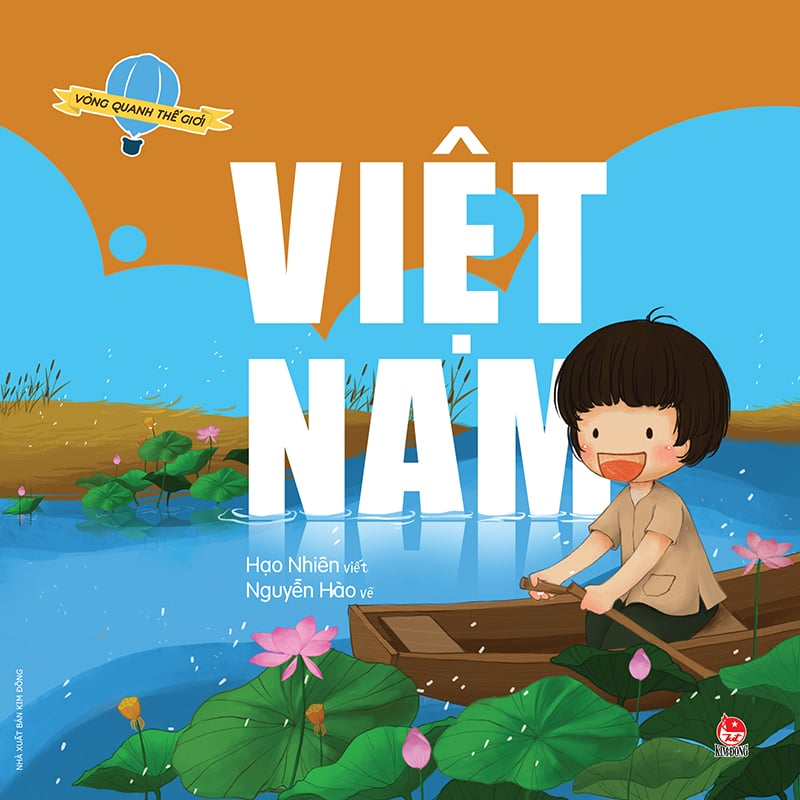 VÒNG QUANH THẾ GIỚI
VIỆT
NAM
Hạo Nhiên viết
Nguyễn Hào vẽ
NHÀ XUẤT BẢN KIM ĐỒNG
KIM ĐỒNG